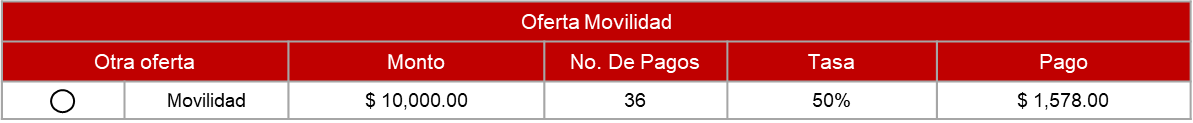 Oferta Movilidad
Otra oferta Monto No. De Pagos Tasa Pago
Movilidad $ 10,000.00 36 50% $ 1,578.00